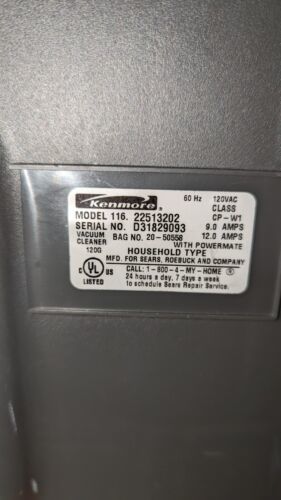 Kenmore® 60 Hz 120VAC
CLASS
MODEL 116. 22513202 CP-W1
SERIAL NO. D31829093 9.0 AMPS
VACUUM BAG NO. 20-50558 12.0 AMPS
CLEANER WITH POWERMATE
120G HOUSEHOLD TYPE
MFD. FOR SEARS, ROEBUCK AND COMPANY
C UL ® US CALL: 1-800-4-MY-HOME®
24 hours a day, 7 days a week
LISTED to schedule Sears Repair Service.